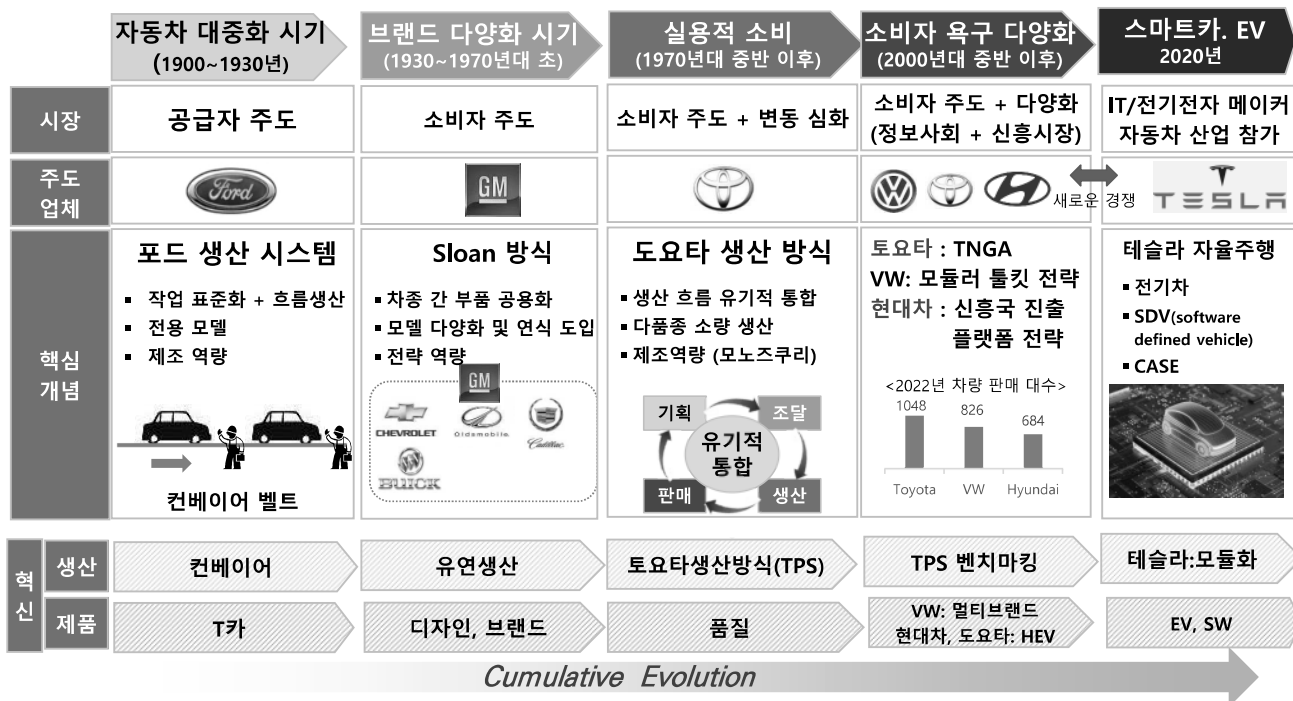 자동차 대중화 시기
(1900~1930년)
브랜드 다양화 시기
(1930~1970년대 초)
실용적 소비
(1970년대 중반 이후)
소비자 욕구 다양화
(2000년대 중반 이후)
스마트카. EV
2020년
시장
공급자 주도
소비자 주도
소비자 주도 + 변동 심화
소비자 주도 + 다양화
(정보사회 + 신흥시장)
IT/전기전자 메이커
자동차 산업 참가
주도
업체
Ford
GM
새로운 경쟁
TESLA
핵심
개념
포드 생산 시스템
▪ 작업 표준화 + 흐름생산
▪ 전용 모델
▪ 제조 역량
컨베이어 벨트
Sloan 방식
▪ 차종 간 부품 공용화
▪ 모델 다양화 및 연식 도입
▪ 전략 역량
GM
CHEVROLET
Oldsmobile
Cadillac
BUICK
도요타 생산 방식
▪ 생산 흐름 유기적 통합
▪ 다품종 소량 생산
▪ 제조역량 (모노즈쿠리)
기획
조달
유기적
통합
판매
생산
토요타 : TNGA
VW: 모듈러 툴킷 전략
현대차 : 신흥국 진출
플랫폼 전략
<2022년 차량 판매 대수>
1048
826
684
Toyota
VW
Hyundai
테슬라 자율주행
▪ 전기차
▪ SDV(software
defined vehicle)
▪ CASE
혁신
생산
컨베이어
유연생산
토요타생산방식(TPS)
TPS 벤치마킹
테슬라:모듈화
제품
T카
디자인, 브랜드
품질
VW: 멀티브랜드
현대차, 도요타: HEV
EV, SW
Cumulative Evolution